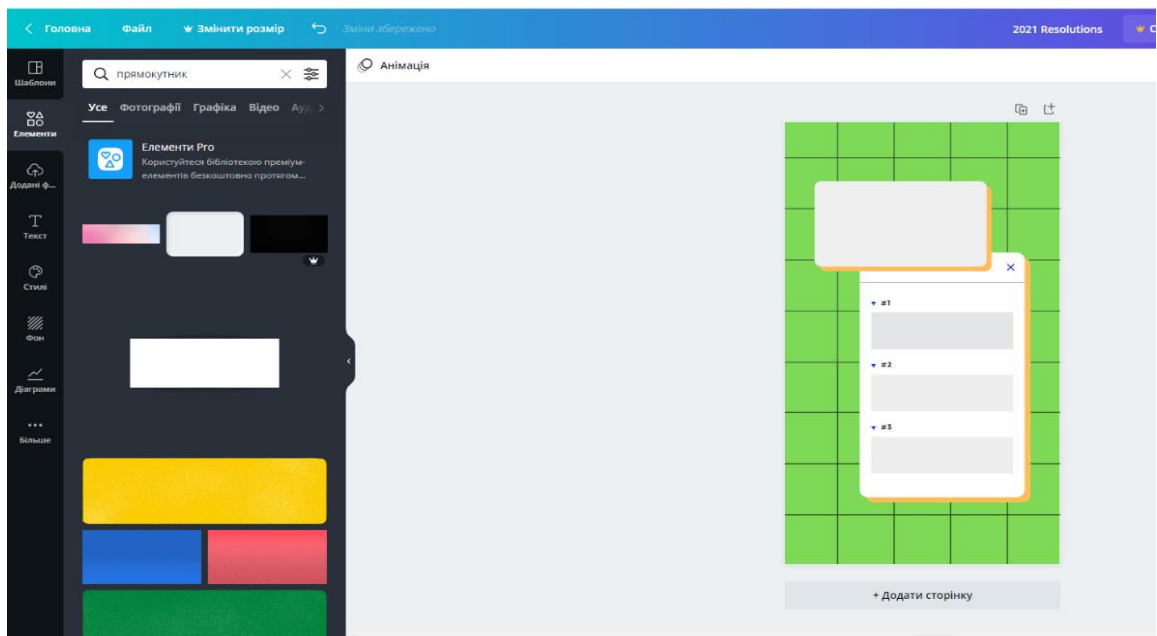 Головна Файл Змінити розмір Зміни збережено 2021 Resolutions
Шаблони
прямокутник
Анімація
Усе Фотографії Графіка Відео Ауд
Елементи
Елементи Pro
Користуйтеся бібліотекою преміум-
елементів безкоштовно протягом...
Додані ф...
Текст
Стилі
Фон
Діаграми
Більше
#1
#2
#3
+ Додати сторінку